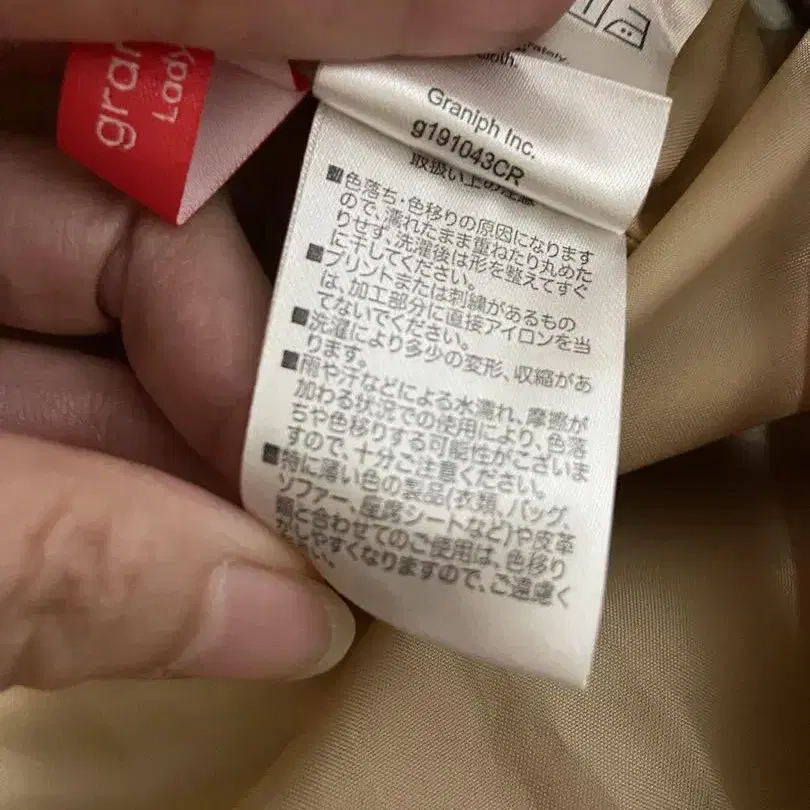 gran
Lady
rately.
cloth.
Graniph Inc.
g191043CR
取扱い上の注意
■色落ち・色移りの原因になります
ので、濡れたまま重ねたり丸めた
りせず、洗濯後は形を整えてすぐ
に干してください。
■プリントまたは刺繍があるもの
は、加工部分に直接アイロンを当
てないでください。
■洗濯により多少の変形、収縮があ
ります。
■雨や汗などによる水濡れ、摩擦が
加わる状況での使用により、色落
ちや色移りする可能性がございま
すので、十分ご注意ください。
■特に薄い色の製品(衣類、バッグ、
ソファー、座席シートなど)や皮革
類と合わせてのご使用は、色移り
しやすくなりますので、ご遠慮く
さい。